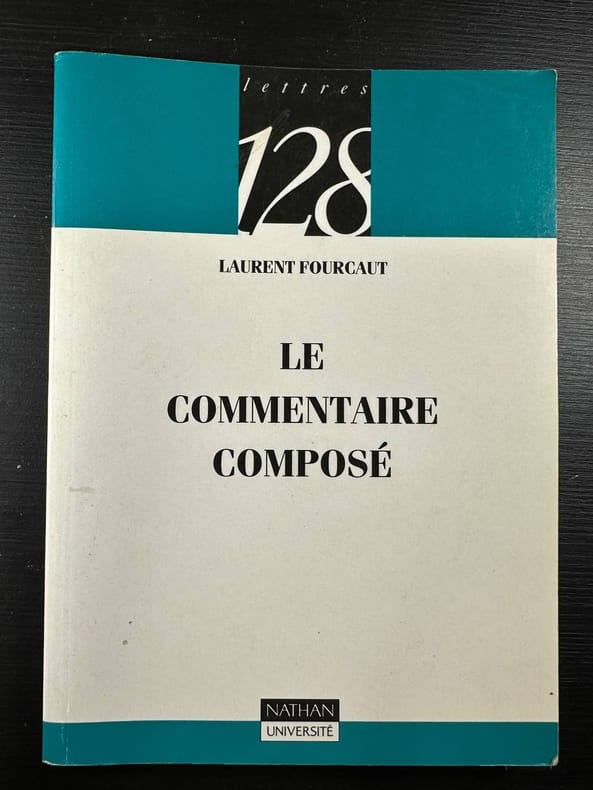 lettres
128
LAURENT FOURCAUT
LE
COMMENTAIRE
COMPOSÉ
NATHAN
UNIVERSITÉ